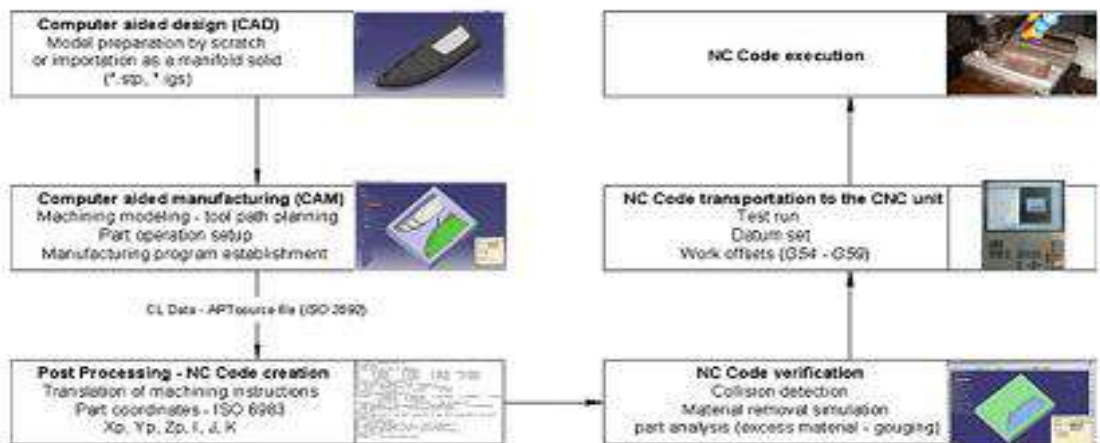 Computer aided design (CAD)
Model preparation by scratch
or importation as a manifold solid
(*.stp, *.igs)
Computer aided manufacturing (CAM)
Machining modeling - tool path planning
Part operation setup
Manufacturing program establishment
CL Data - APTsource file (ISO 3592)
Post Processing - NC Code creation
Translation of machining instructions
Part coordinates - ISO 6983
Xp, Yp, Zp, I, J, K
NC Code verification
Collision detection
Material removal simulation
part analysis (excess material - gouging)
NC Code transportation to the CNC unit
Test run
Datum set
Work offsets (G54 - G59)
NC Code execution